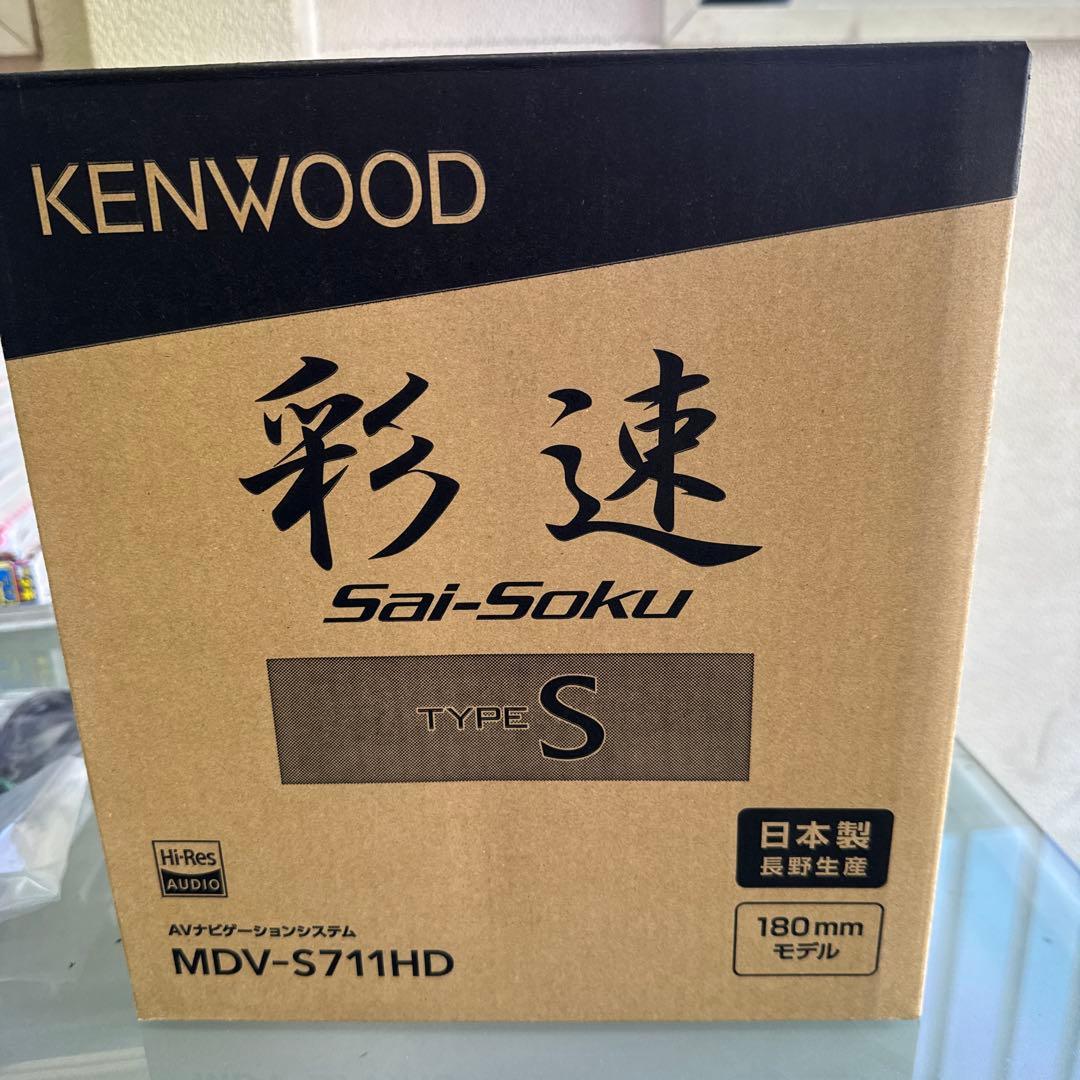 KENWOOD
彩速
Sai-Soku
TYPE S
Hi-Res
AUDIO
AVナビゲーションシステム
MDV-S711HD
日本製
長野生産
180mm
モデル